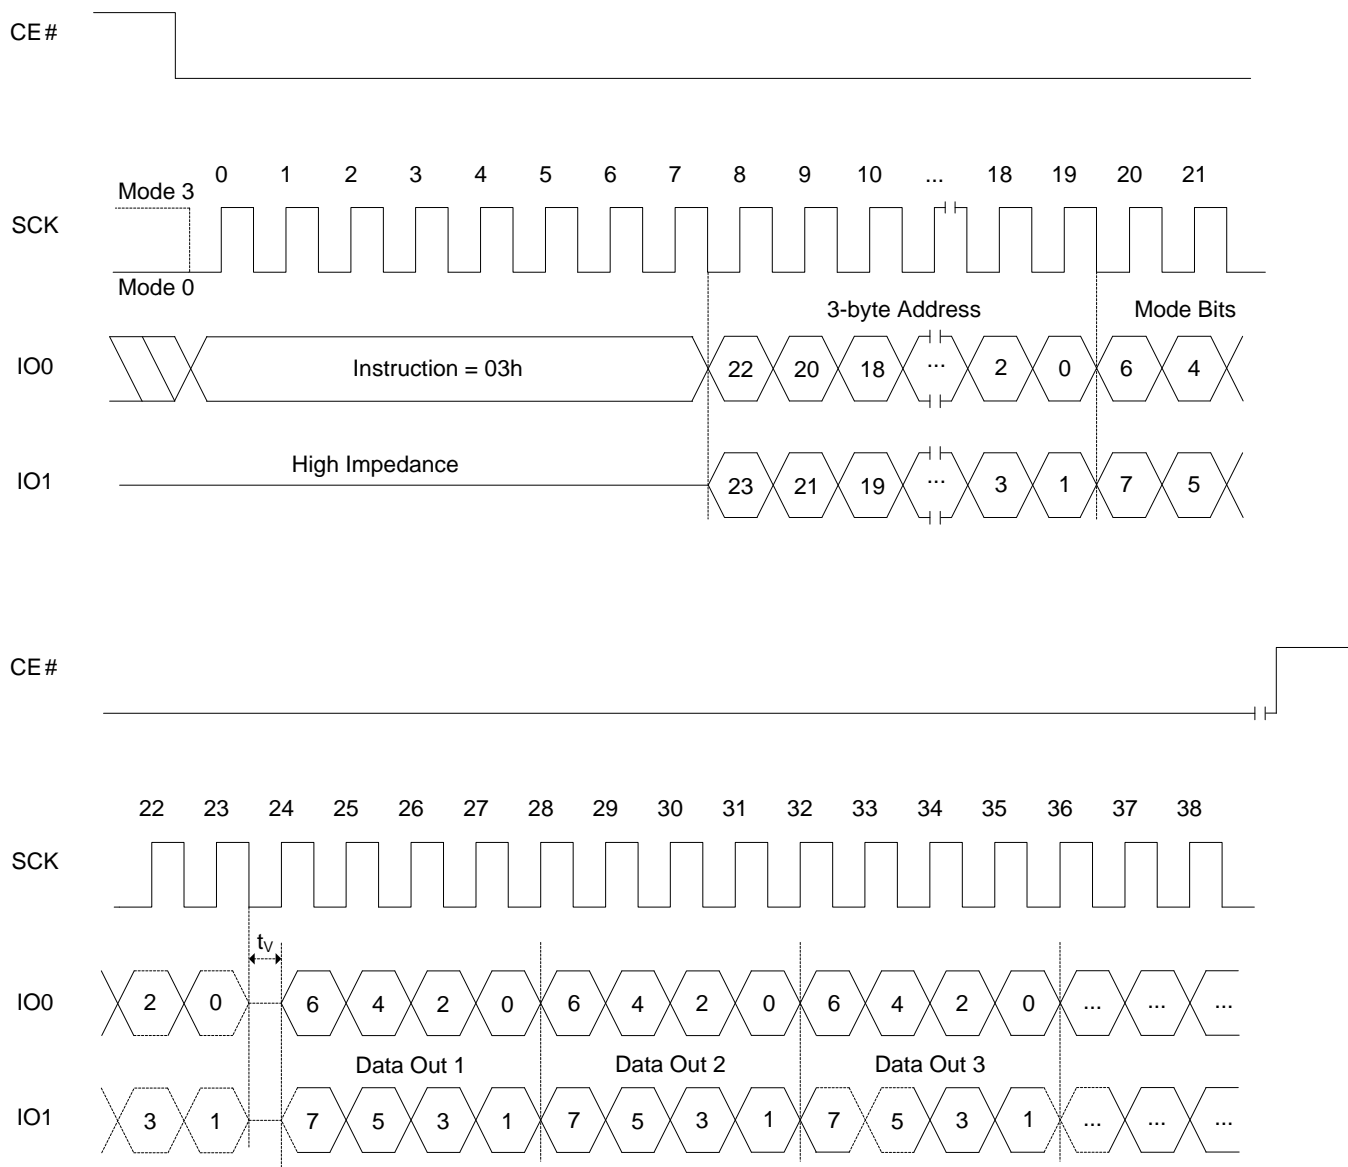 CE#
0 1 2 3 4 5 6 7 8 9 10 ... 18 19 20 21
Mode 3
SCK
Mode 0
3-byte Address Mode Bits
IO0 Instruction = 03h 22 20 18 ... 2 0 6 4
High Impedance
IO1 23 21 19 ... 3 1 7 5
CE#
22 23 24 25 26 27 28 29 30 31 32 33 34 35 36 37 38
SCK
tV
IO0 2 0 6 4 2 0 6 4 2 0 6 4 2 0 ... ... ...
Data Out 1 Data Out 2 Data Out 3
IO1 3 1 7 5 3 1 7 5 3 1 7 5 3 1 ... ... ...